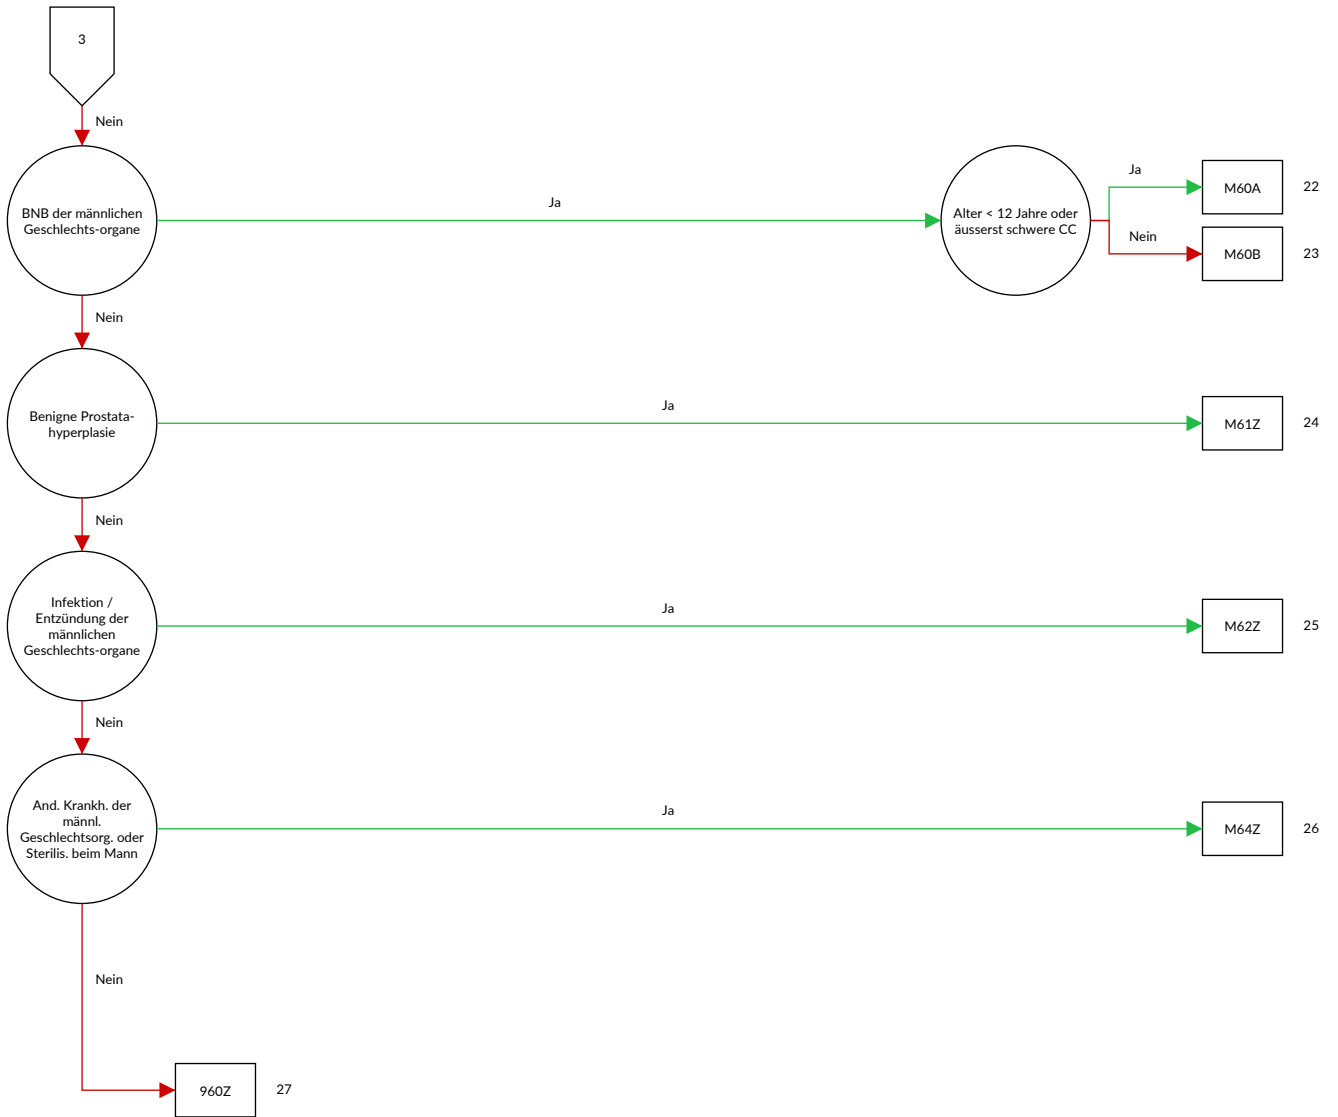 3
Nein
BNB der männlichen
Geschlechts-organe
Ja
Alter < 12 Jahre oder
äusserst schwere CC
Ja
M60A
22
Nein
M60B
23
Nein
Benigne Prostata-
hyperplasie
Ja
M61Z
24
Nein
Infektion /
Entzündung der
männlichen
Geschlechts-organe
Ja
M62Z
25
Nein
And. Krankh. der
männl.
Geschlechtsorg. oder
Sterilis. beim Mann
Ja
M64Z
26
Nein
960Z
27